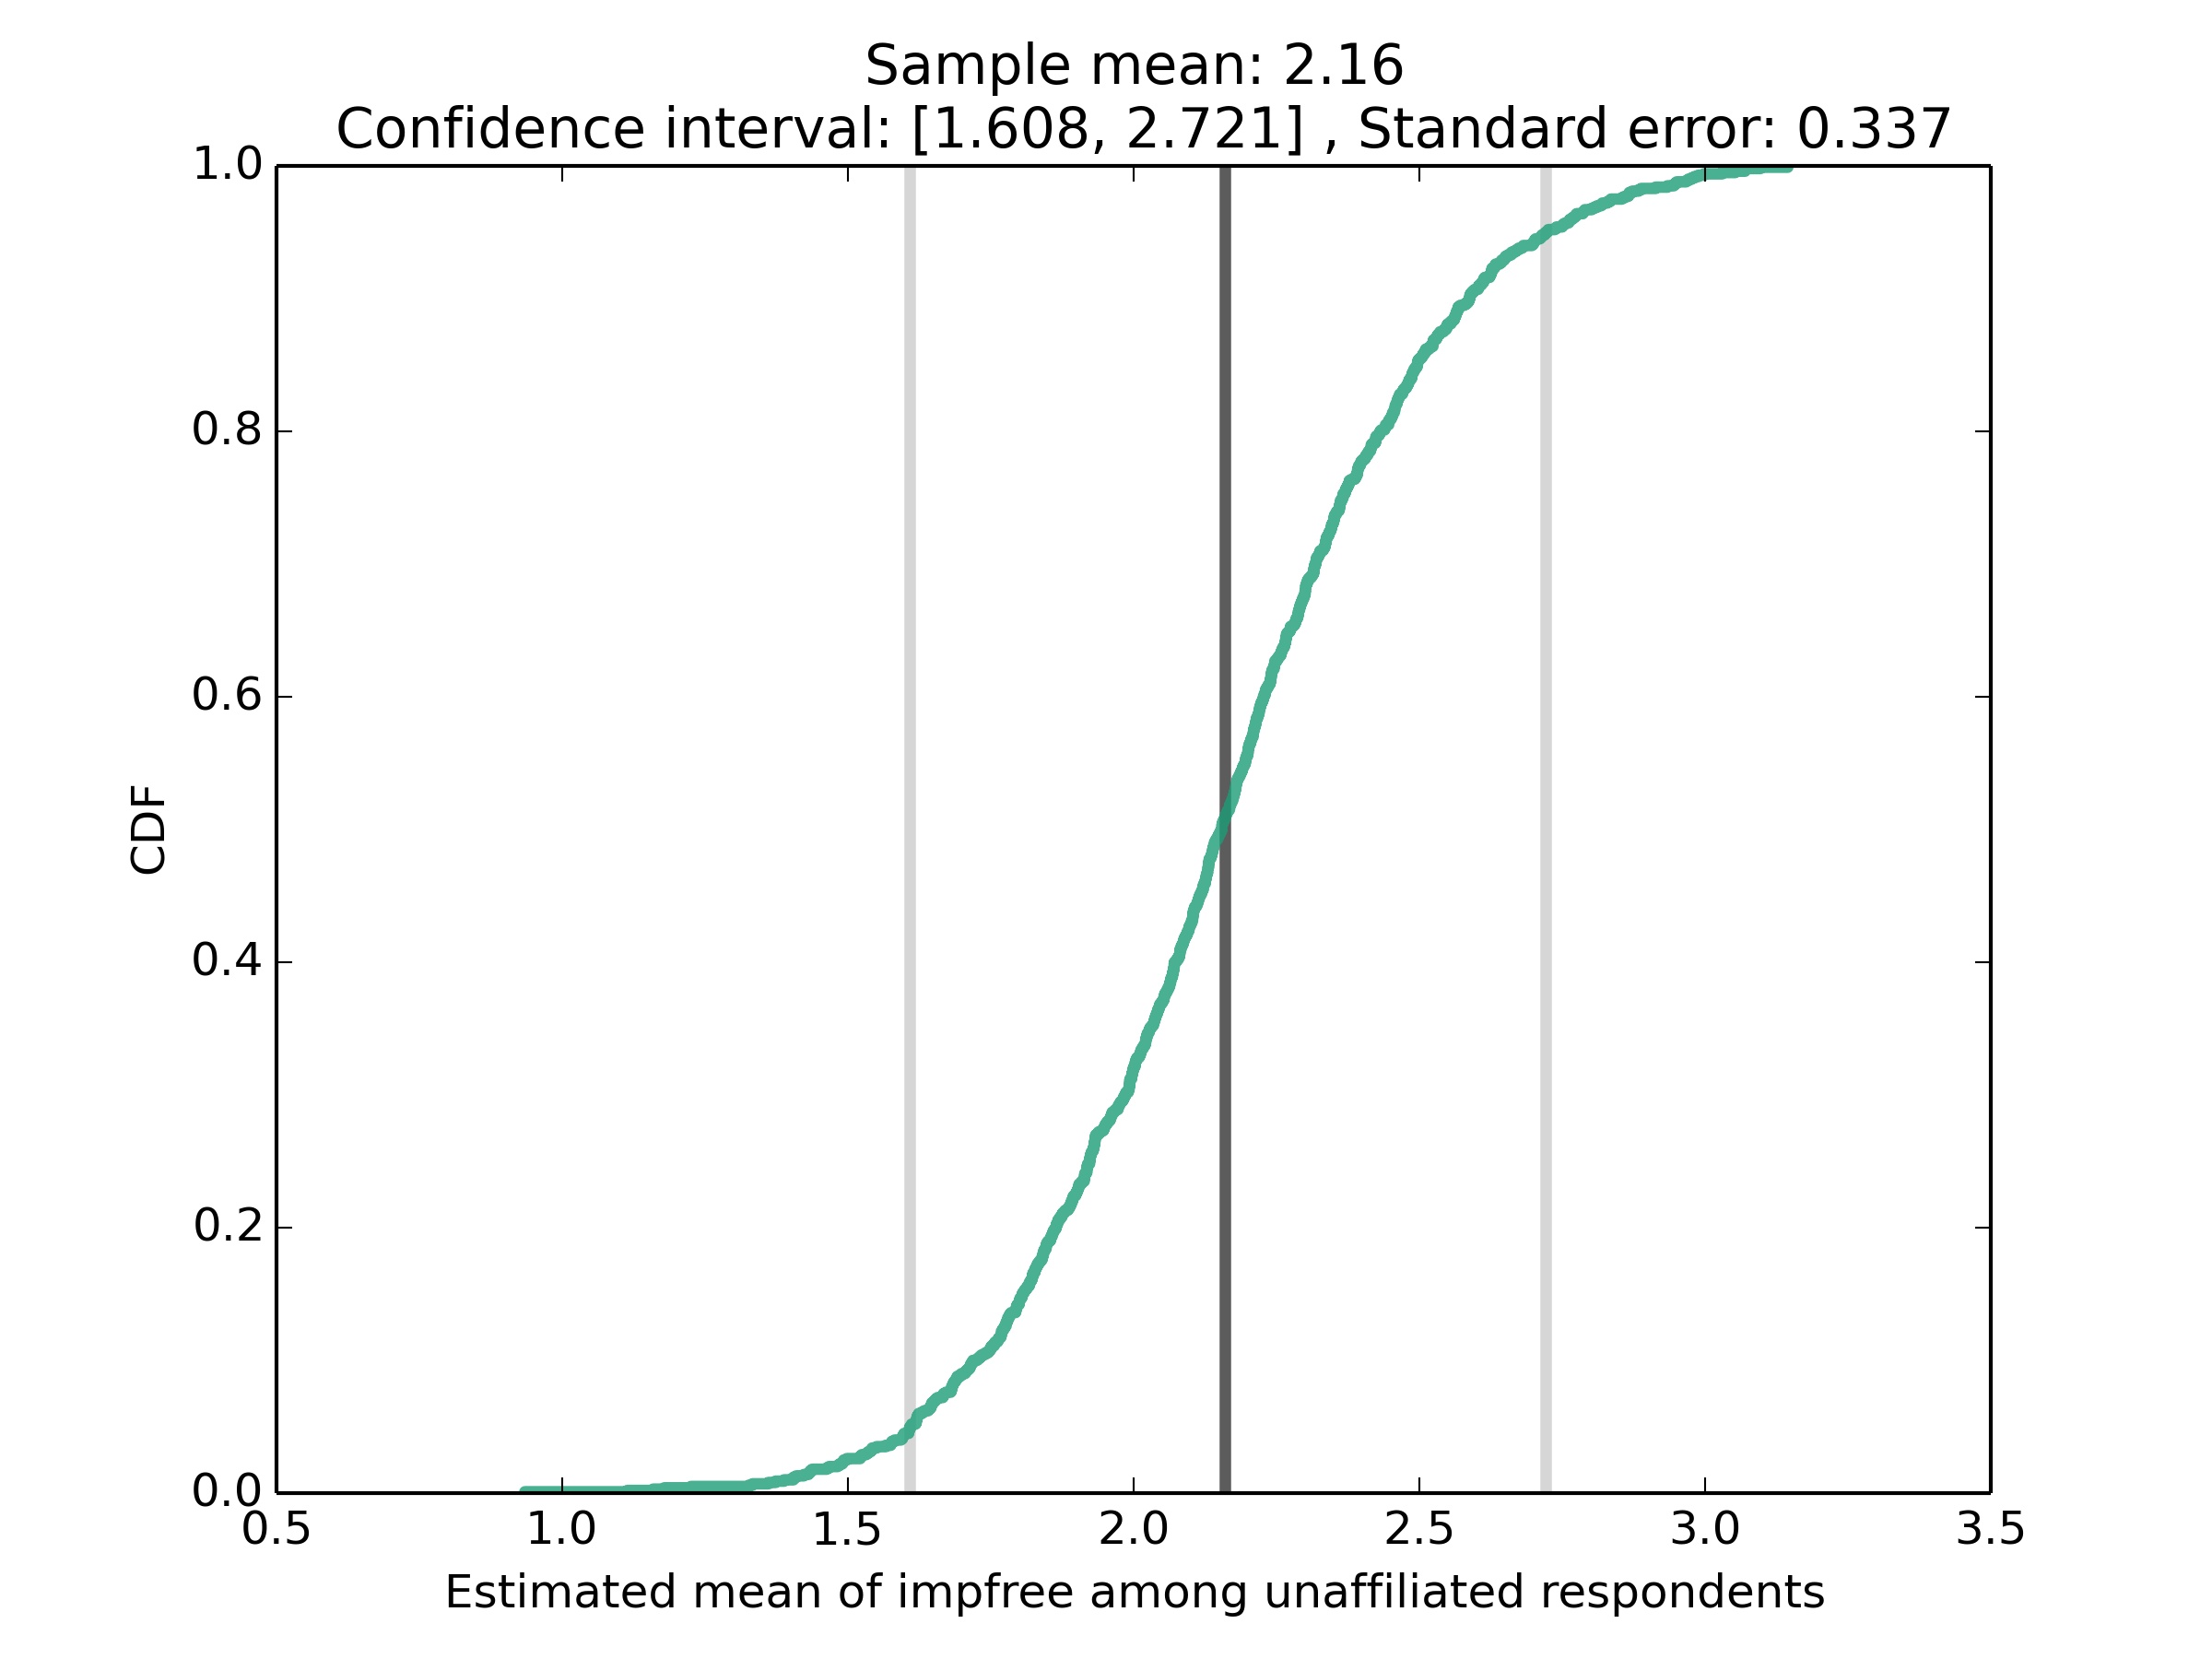 Sample mean: 2.16
Confidence interval: [1.608, 2.721] , Standard error: 0.337
1.0
0.8
0.6
0.4
0.2
0.0
CDF
0.5 1.0 1.5 2.0 2.5 3.0 3.5
Estimated mean of impfree among unaffiliated respondents